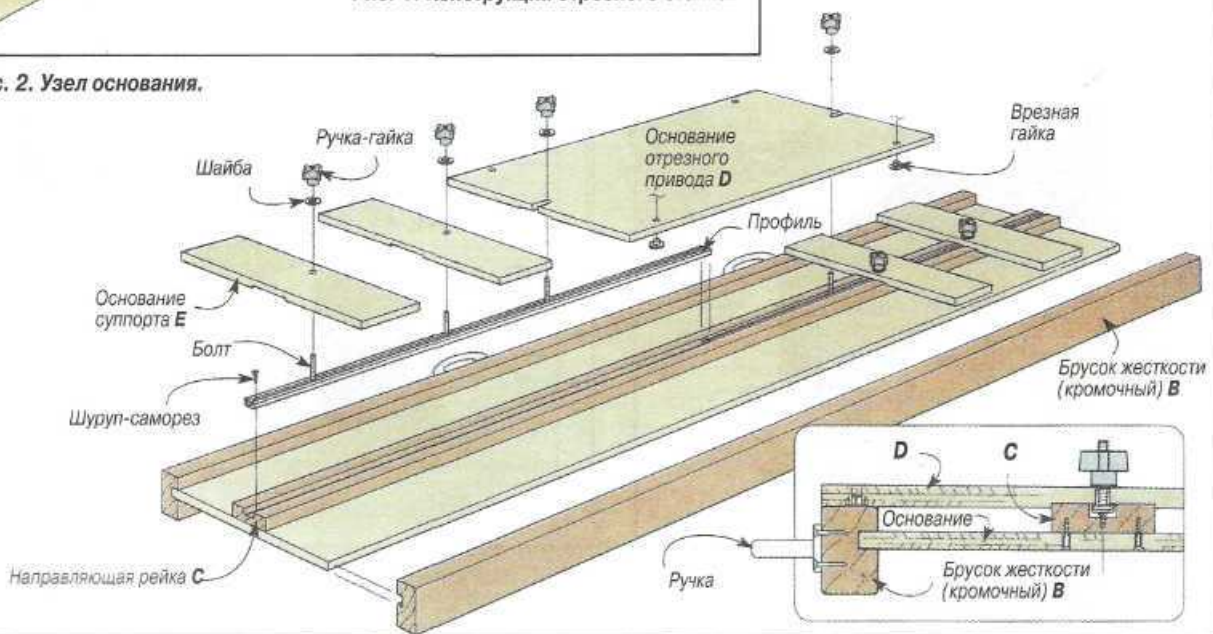 с. 2. Узел основания.
Шайба
Ручка-гайка
Основание
отрезного
привода D
Врезная
гайка
Профиль
Основание
суппорта E
Болт
Шуруп-саморез
Брусок жесткости
(кромочный) B
D
C
Основание
Направляющая рейка C
Ручка
Брусок жесткости
(кромочный) B